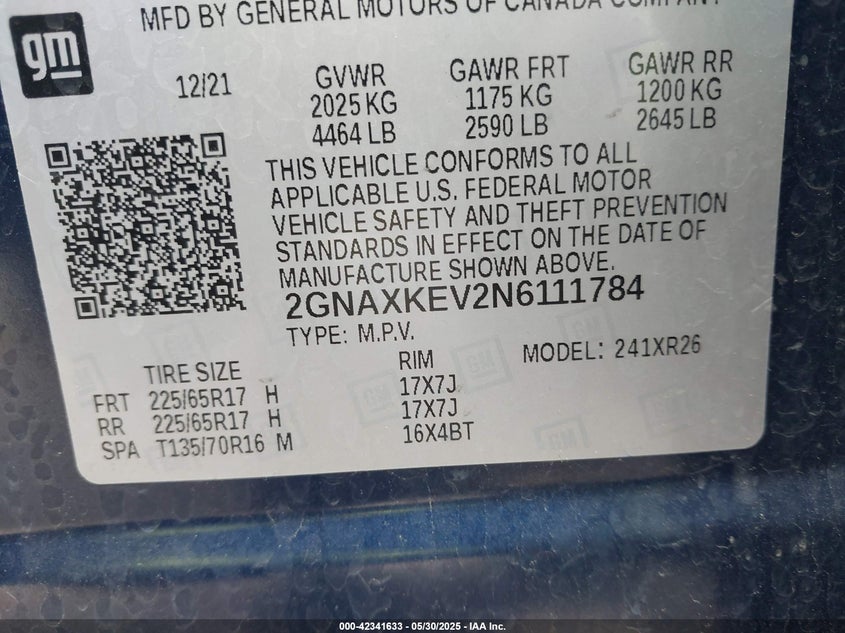 MFD BY GENERAL MOTORS OF CANADA COMPANY
gm
12/21
GVWR GAWR FRT GAWR RR
2025 KG 1175 KG 1200 KG
4464 LB 2590 LB 2645 LB
THIS VEHICLE CONFORMS TO ALL
APPLICABLE U.S. FEDERAL MOTOR
VEHICLE SAFETY AND THEFT PREVENTION
STANDARDS IN EFFECT ON THE DATE OF
MANUFACTURE SHOWN ABOVE.
2GNAXKEV2N6111784
TYPE: M.P.V.
MODEL: 241XR26
TIRE SIZE RIM
FRT 225/65R17 H 17X7J
RR 225/65R17 H 17X7J
SPA T135/70R16 M 16X4BT
000-42341633 - 05/30/2025 - IAA Inc.